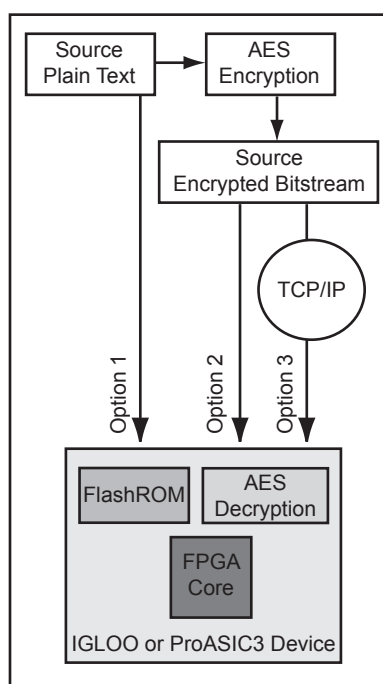 Source
Plain Text
AES
Encryption
Source
Encrypted Bitstream
TCP/IP
Option 1
Option 2
Option 3
FlashROM
AES
Decryption
FPGA
Core
IGLOO or ProASIC3 Device